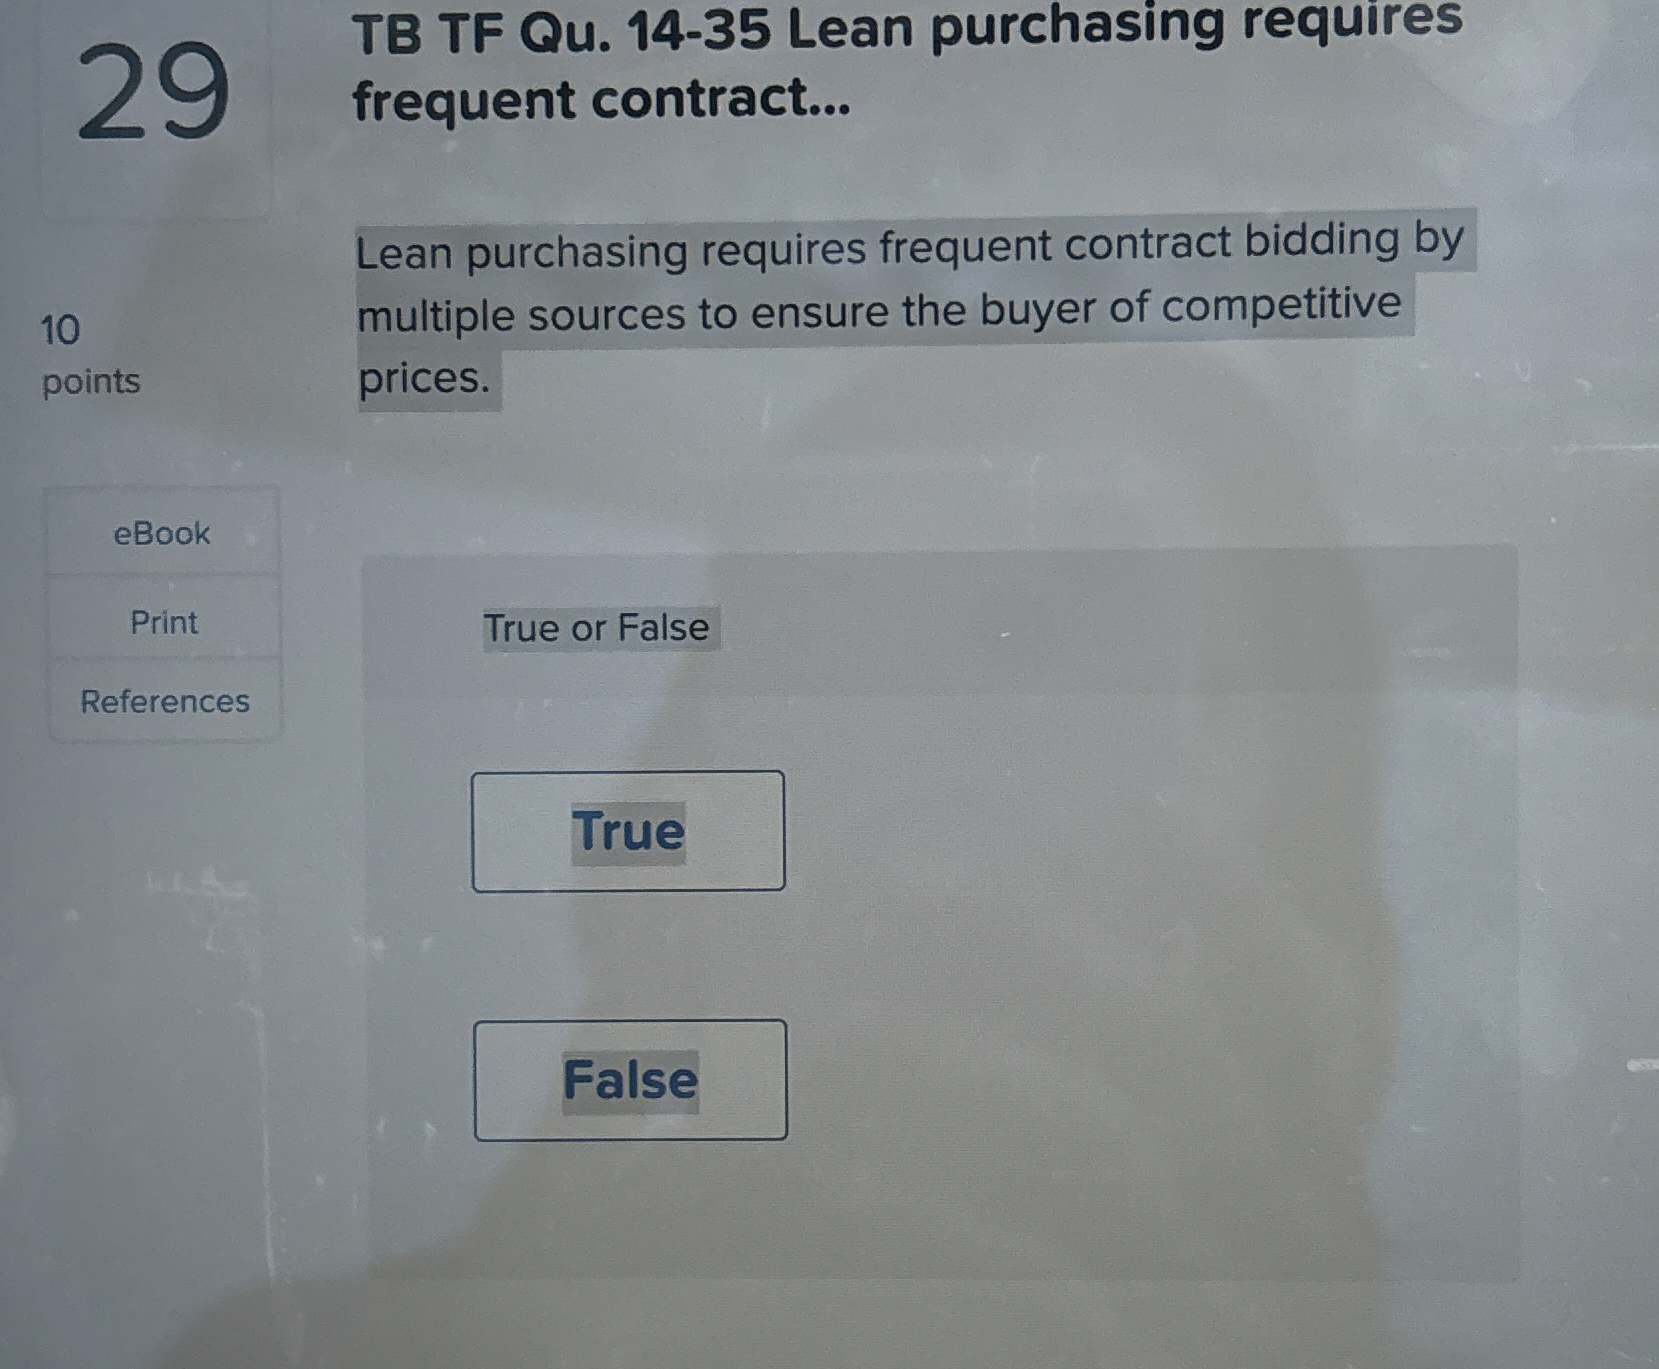 29
TB TF Qu. 14-35 Lean purchasing requires
frequent contract...
Lean purchasing requires frequent contract bidding by
multiple sources to ensure the buyer of competitive
prices.
10
points
eBook
Print
References
True or False
True
False